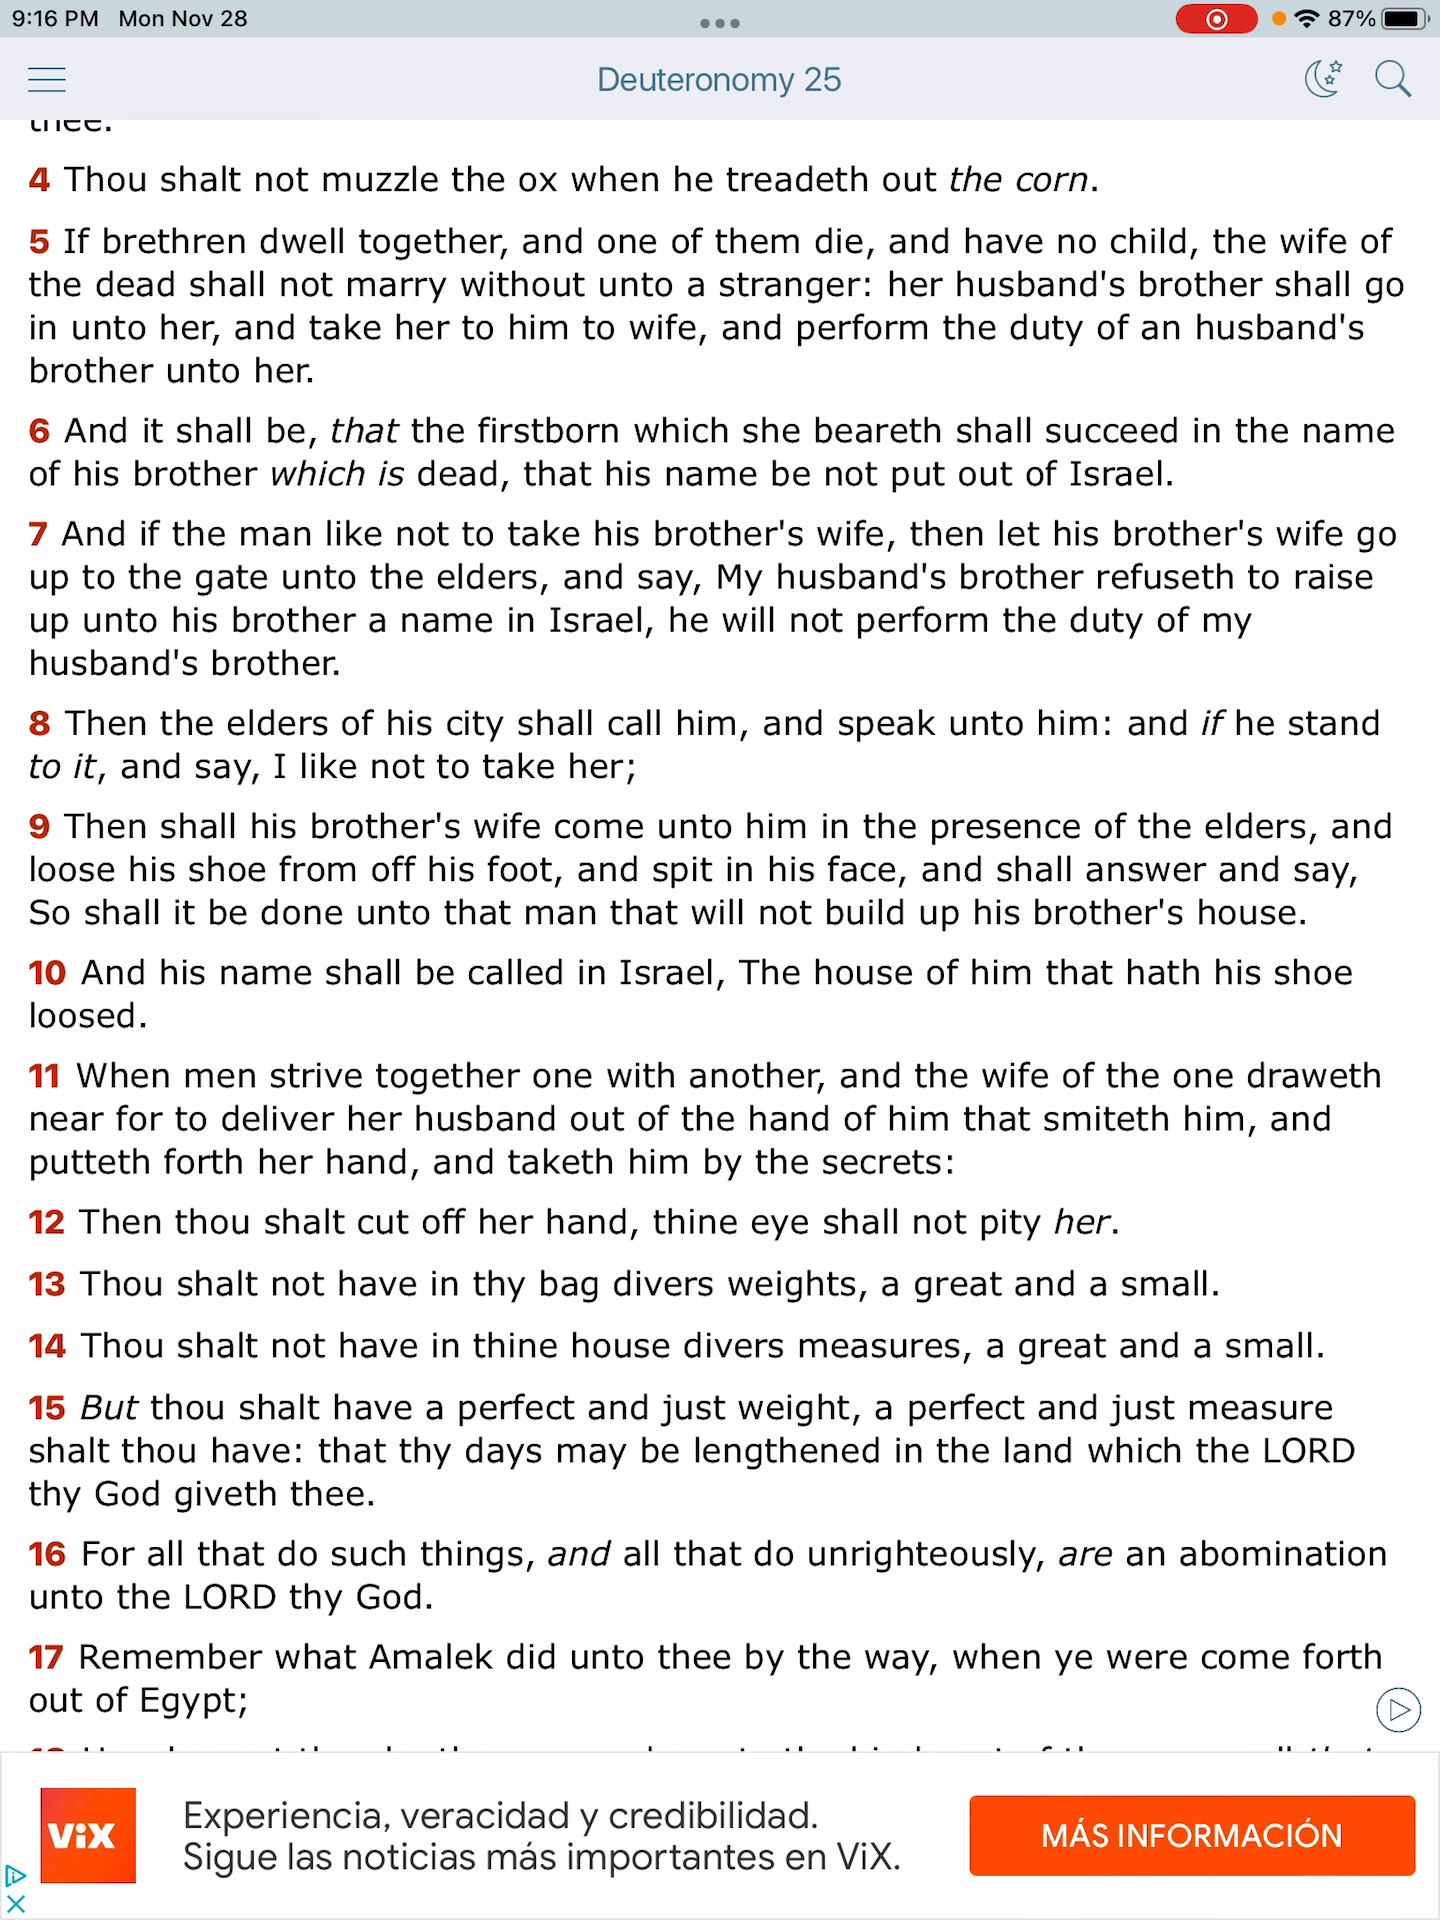 9:16 PM Mon Nov 28
87%
Deuteronomy 25
thee.
4 Thou shalt not muzzle the ox when he treadeth out the corn.
5 If brethren dwell together, and one of them die, and have no child, the wife of
the dead shall not marry without unto a stranger: her husband's brother shall go
in unto her, and take her to him to wife, and perform the duty of an husband's
brother unto her.
6 And it shall be, that the firstborn which she beareth shall succeed in the name
of his brother which is dead, that his name be not put out of Israel.
7 And if the man like not to take his brother's wife, then let his brother's wife go
up to the gate unto the elders, and say, My husband's brother refuseth to raise
up unto his brother a name in Israel, he will not perform the duty of my
husband's brother.
8 Then the elders of his city shall call him, and speak unto him: and if he stand
to it, and say, I like not to take her;
9 Then shall his brother's wife come unto him in the presence of the elders, and
loose his shoe from off his foot, and spit in his face, and shall answer and say,
So shall it be done unto that man that will not build up his brother's house.
10 And his name shall be called in Israel, The house of him that hath his shoe
loosed.
11 When men strive together one with another, and the wife of the one draweth
near for to deliver her husband out of the hand of him that smiteth him, and
putteth forth her hand, and taketh him by the secrets:
12 Then thou shalt cut off her hand, thine eye shall not pity her.
13 Thou shalt not have in thy bag divers weights, a great and a small.
14 Thou shalt not have in thine house divers measures, a great and a small.
15 But thou shalt have a perfect and just weight, a perfect and just measure
shalt thou have: that thy days may be lengthened in the land which the LORD
thy God giveth thee.
16 For all that do such things, and all that do unrighteously, are an abomination
unto the LORD thy God.
17 Remember what Amalek did unto thee by the way, when ye were come forth
out of Egypt;
ViX
Experiencia, veracidad y credibilidad.
Sigue las noticias más importantes en ViX.
MÁS INFORMACIÓN